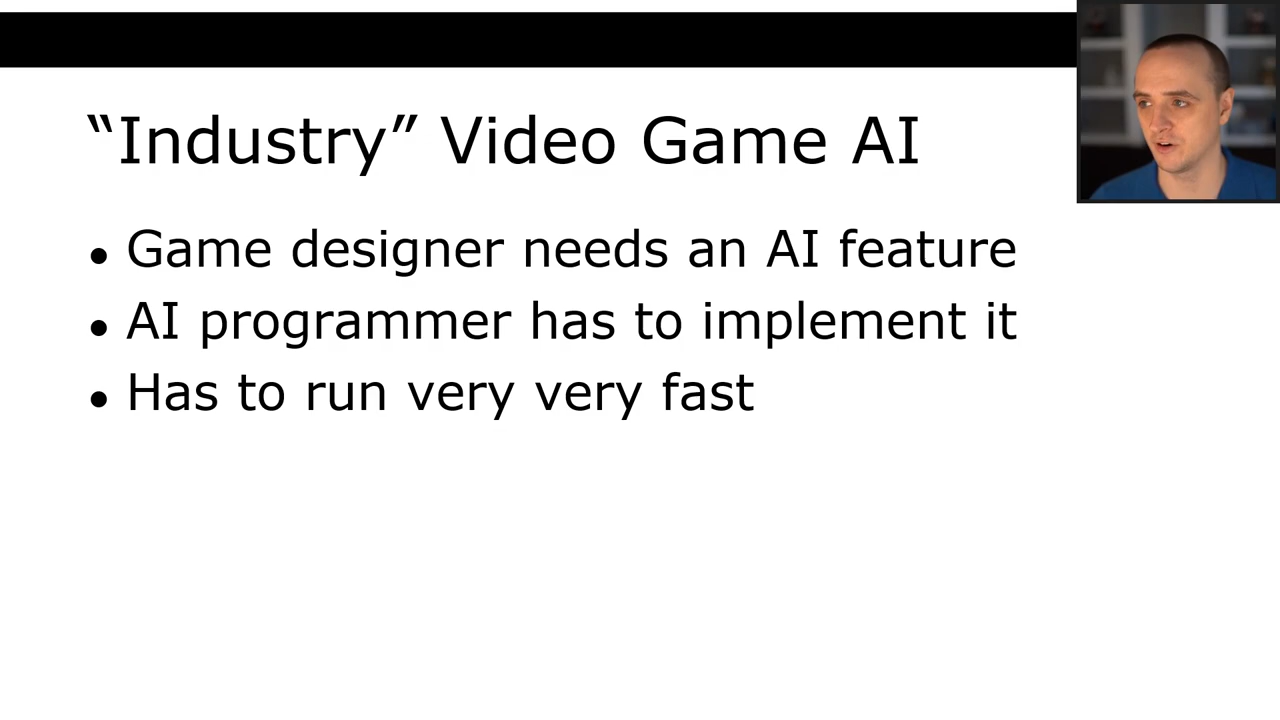 “Industry” Video Game AI
● Game designer needs an AI feature
● AI programmer has to implement it
● Has to run very very fast